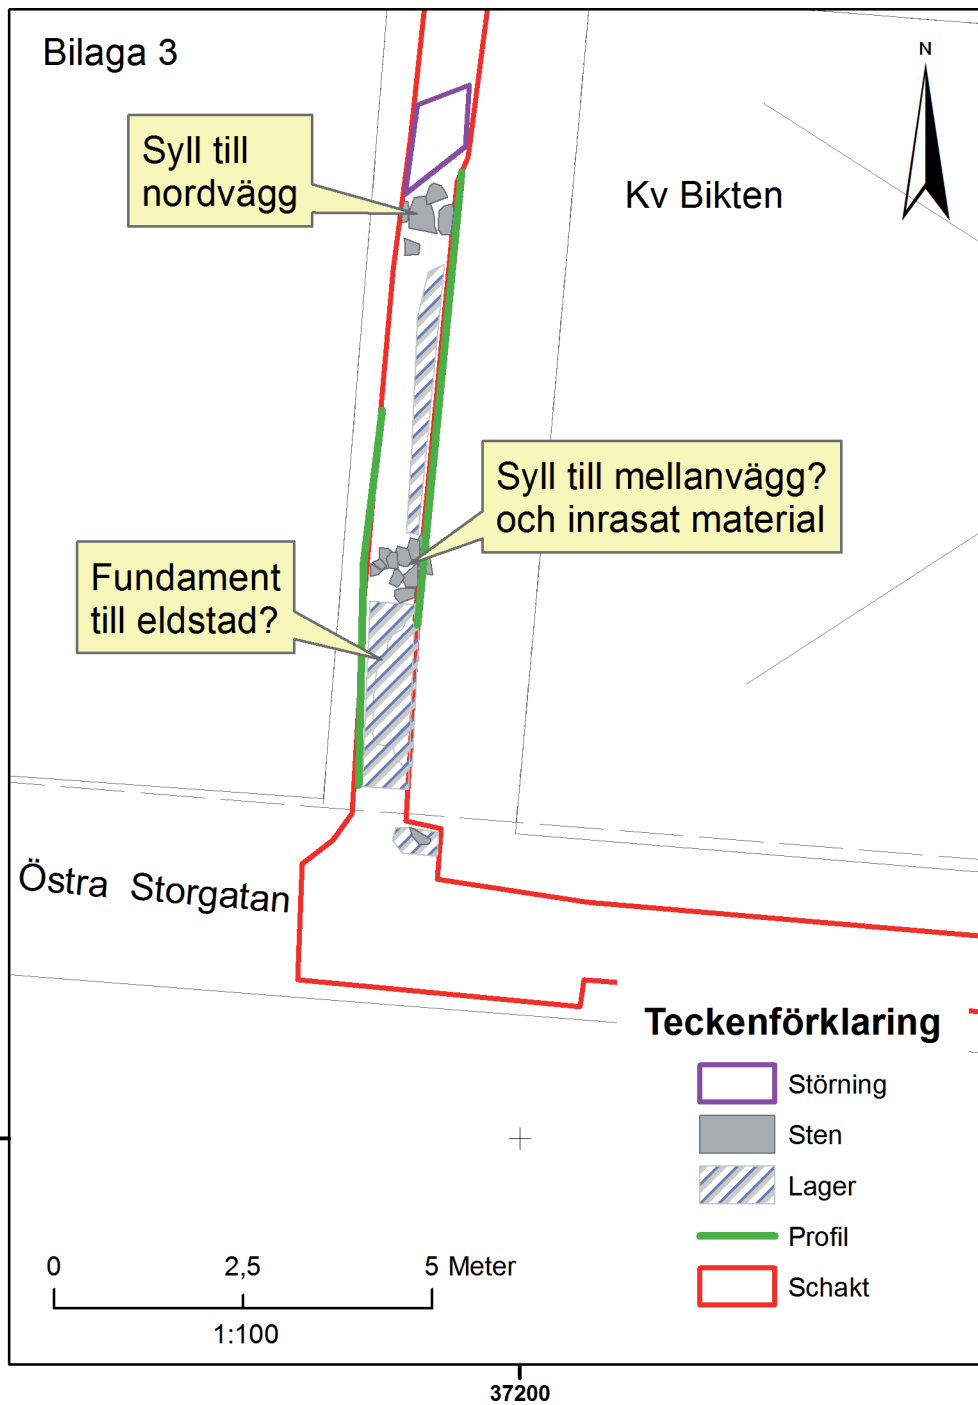 Bilaga 3
N
Syll till
nordvägg
Kv Bikten
Syll till mellanvägg?
och inrasat material
Fundament
till eldstad?
Östra Storgatan
Teckenförklaring
Störning
Sten
Lager
Profil
Schakt
0 2,5 5 Meter
1:100
37200